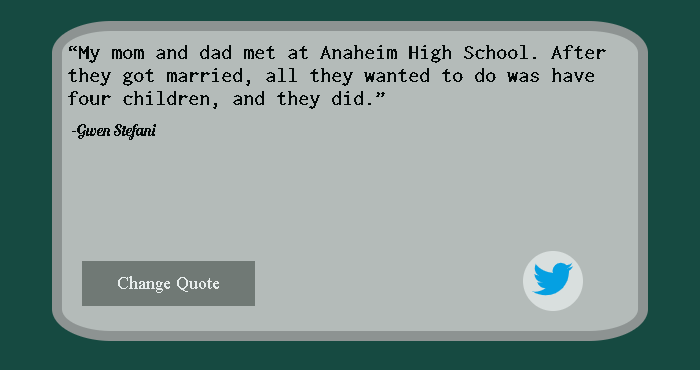 “My mom and dad met at Anaheim High School. After
they got married, all they wanted to do was have
four children, and they did.”
-Gwen Stefani
Change Quote